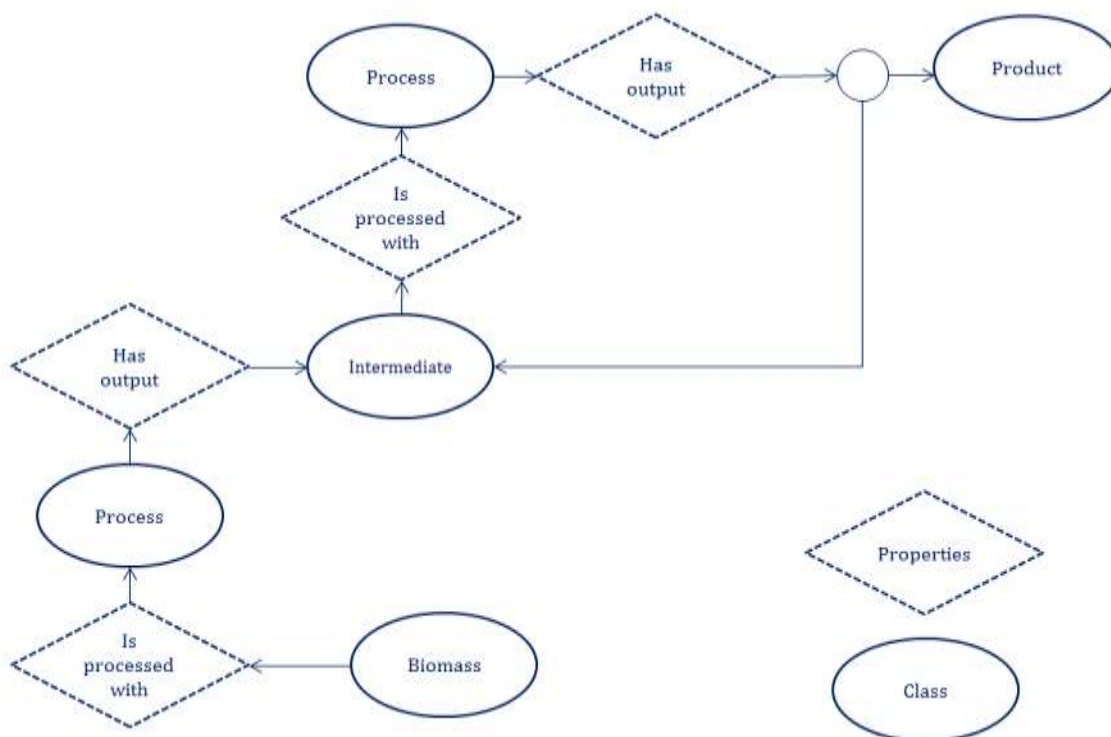 Process
Has
output
Product
Is
processed
with
Has
output
Intermediate
Process
Properties
Is
processed
with
Biomass
Class